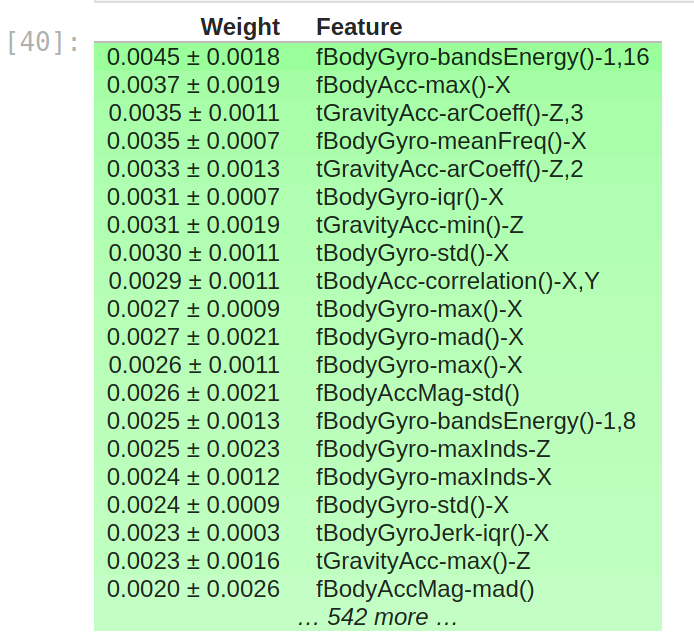 [40]:
Weight Feature
0.0045 ± 0.0018 fBodyGyro-bandsEnergy()-1,16
0.0037 ± 0.0019 fBodyAcc-max()-X
0.0035 ± 0.0011 tGravityAcc-arCoeff()-Z,3
0.0035 ± 0.0007 fBodyGyro-meanFreq()-X
0.0033 ± 0.0013 tGravityAcc-arCoeff()-Z,2
0.0031 ± 0.0007 tBodyGyro-iqr()-X
0.0031 ± 0.0019 tGravityAcc-min()-Z
0.0030 ± 0.0011 tBodyGyro-std()-X
0.0029 ± 0.0011 tBodyAcc-correlation()-X,Y
0.0027 ± 0.0009 tBodyGyro-max()-X
0.0027 ± 0.0021 fBodyGyro-mad()-X
0.0026 ± 0.0011 fBodyGyro-max()-X
0.0026 ± 0.0021 fBodyAccMag-std()
0.0025 ± 0.0013 fBodyGyro-bandsEnergy()-1,8
0.0025 ± 0.0023 fBodyGyro-maxInds-Z
0.0024 ± 0.0012 fBodyGyro-maxInds-X
0.0024 ± 0.0009 fBodyGyro-std()-X
0.0023 ± 0.0003 tBodyGyroJerk-iqr()-X
0.0023 ± 0.0016 tGravityAcc-max()-Z
0.0020 ± 0.0026 fBodyAccMag-mad()
… 542 more …